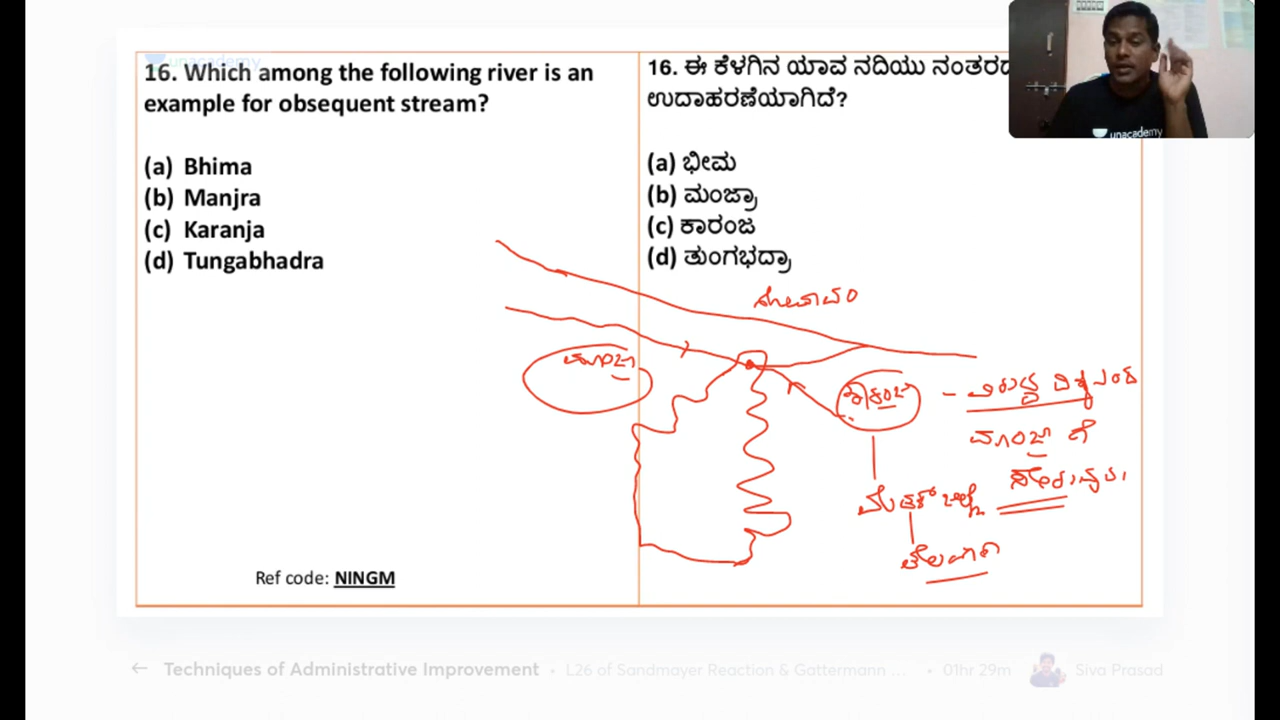 unacademy
16. Which among the following river is an
example for obsequent stream?
(a) Bhima
(b) Manjra
(c) Karanja
(d) Tungabhadra
Ref code: NINGM
16. ಈ ಕೆಳಗಿನ ಯಾವ ನದಿಯು
ಉದಾಹರಣೆಯಾಗಿದೆ?
(a) ಭೀಮ
(b) ಮಂಜ್ರಾ
(c) ಕಾರಂಜ
(d) ತುಂಗಭದ್ರಾ
unacademy
← Techniques of Administrative Improvement • L26 of Sandmayer Reaction & Gattermann ... • 01hr 29m Siva Prasad